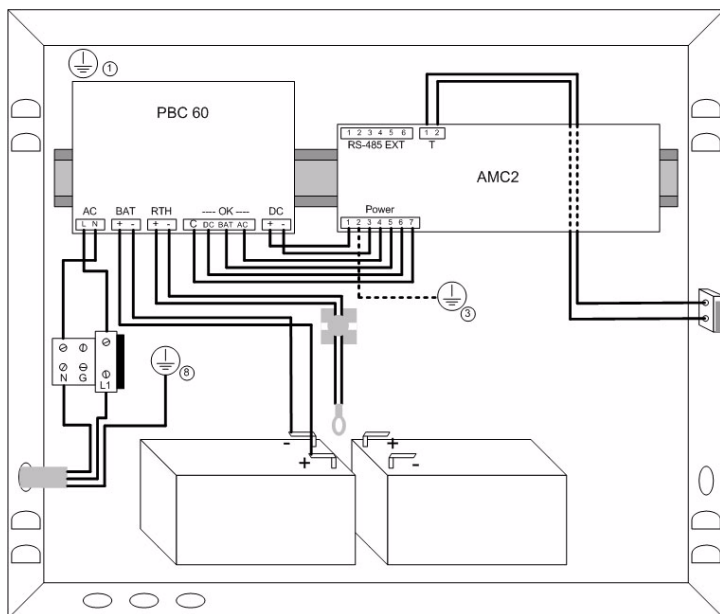 1
PBC 60
1 2 3 4 5 6
RS-485 EXT
1 2
T
AMC2
AC
L N
BAT
+ -
RTH
+ -
---- OK ----
C DC BAT AC
DC
+ -
Power
1 2 3 4 5 6 7
3
N G L1
8
- +
+ -